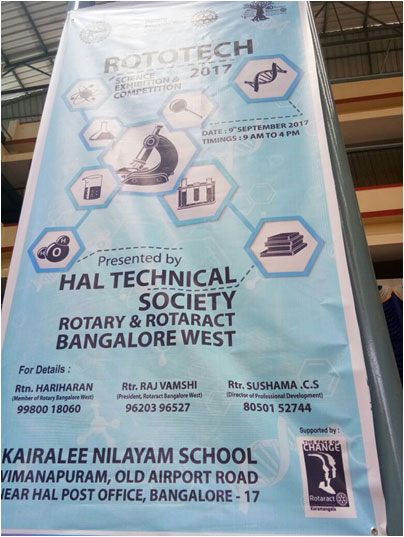 ROTOTECH
SCIENCE 2017
EXHIBITION &
COMPETITION
DATE : 9th SEPTEMBER 2017
TIMINGS : 9 AM TO 4 PM
H H
O
Presented by
HAL TECHNICAL
SOCIETY
ROTARY & ROTARACT
BANGALORE WEST
For Details :
Rtn. HARIHARAN Rtr. RAJ VAMSHI Rtr. SUSHAMA .C.S
(Member of Rotary Bangalore West) (President, Rotaract Bangalore West) (Director of Professional Development)
99800 18060 96203 96527 80501 52744
Supported by :
THE FACE OF
CHANGE
Rotaract
Koramangala
KAIRALEE NILAYAM SCHOOL
VIMANAPURAM, OLD AIRPORT ROAD
NEAR HAL POST OFFICE, BANGALORE - 17